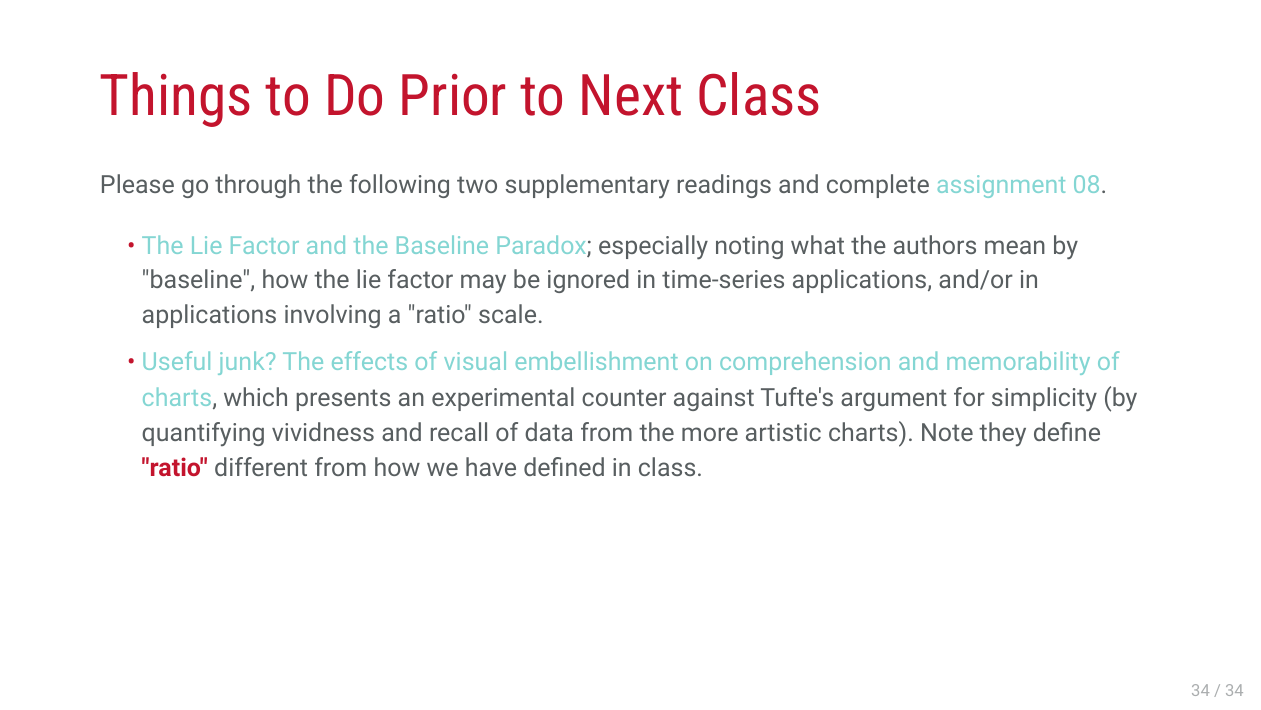 Things to Do Prior to Next Class
Please go through the following two supplementary readings and complete assignment 08.
• The Lie Factor and the Baseline Paradox; especially noting what the authors mean by
"baseline", how the lie factor may be ignored in time-series applications, and/or in
applications involving a "ratio" scale.
• Useful junk? The effects of visual embellishment on comprehension and memorability of
charts, which presents an experimental counter against Tufte's argument for simplicity (by
quantifying vividness and recall of data from the more artistic charts). Note they define
"ratio" different from how we have defined in class.
34 / 34